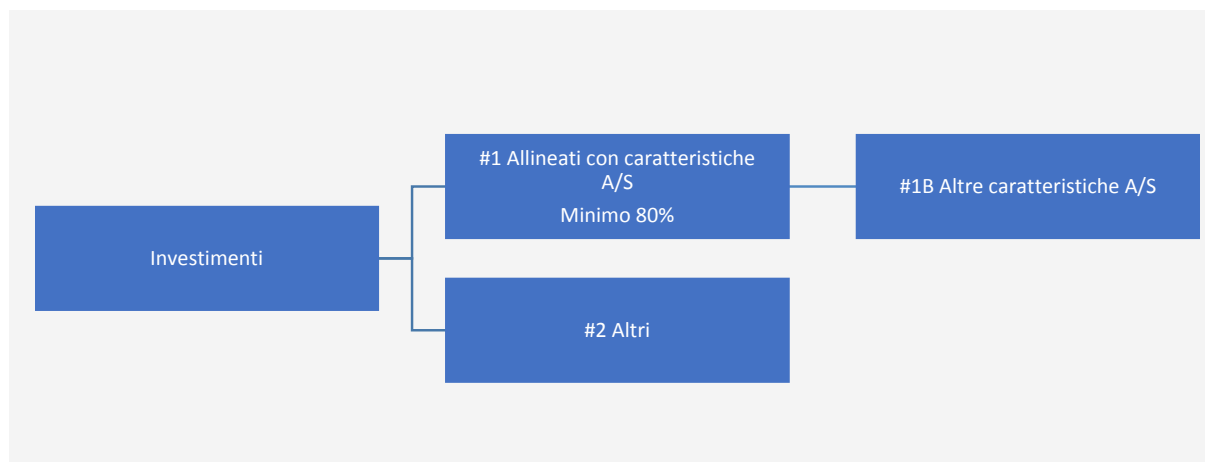 #1 Allineati con caratteristiche
A/S
Minimo 80%
#1B Altre caratteristiche A/S
Investimenti
#2 Altri